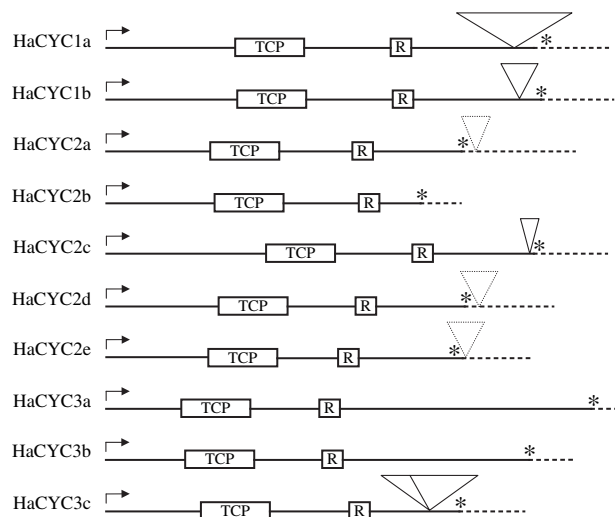 HaCYC1a TCP R *
HaCYC1b TCP R *
HaCYC2a TCP R *
HaCYC2b TCP R *
HaCYC2c TCP R *
HaCYC2d TCP R *
HaCYC2e TCP R *
HaCYC3a TCP R *
HaCYC3b TCP R *
HaCYC3c TCP R *